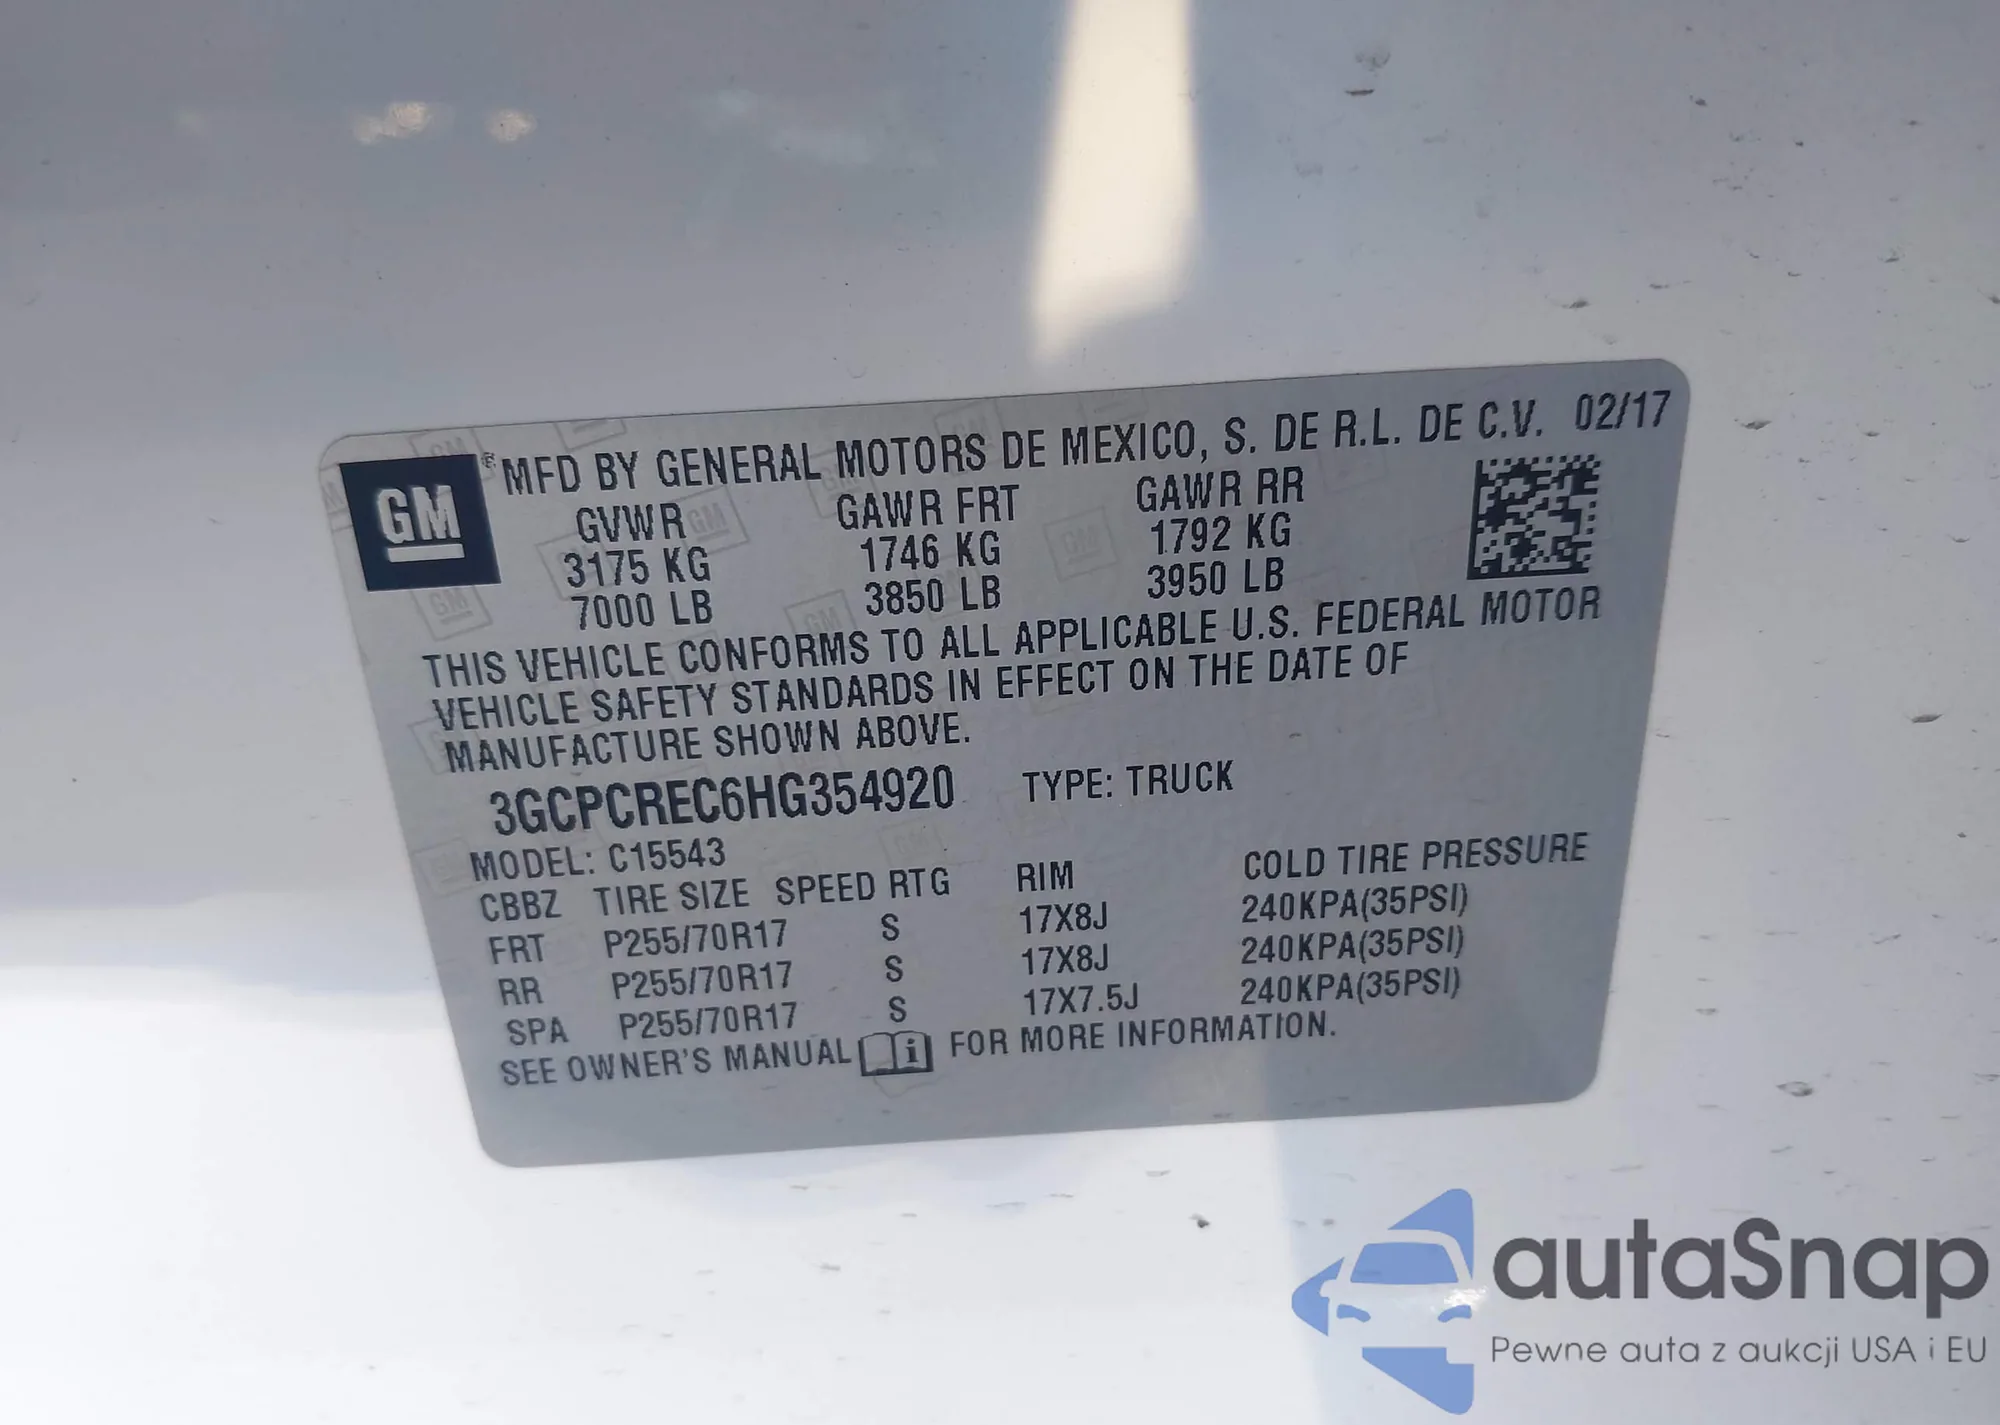 GM ® MFD BY GENERAL MOTORS DE MEXICO, S. DE R.L. DE C.V. 02/17
GVWR GAWR FRT GAWR RR
3175 KG 1746 KG 1792 KG
7000 LB 3850 LB 3950 LB
THIS VEHICLE CONFORMS TO ALL APPLICABLE U.S. FEDERAL MOTOR
VEHICLE SAFETY STANDARDS IN EFFECT ON THE DATE OF
MANUFACTURE SHOWN ABOVE.
3GCPCREC6HG354920 TYPE: TRUCK
MODEL: C15543
CBBZ TIRE SIZE SPEED RTG RIM COLD TIRE PRESSURE
FRT P255/70R17 S 17X8J 240KPA(35PSI)
RR P255/70R17 S 17X8J 240KPA(35PSI)
SPA P255/70R17 S 17X7.5J 240KPA(35PSI)
SEE OWNER'S MANUAL i FOR MORE INFORMATION.
autaSnap
Pewne auta z aukcji USA i EU